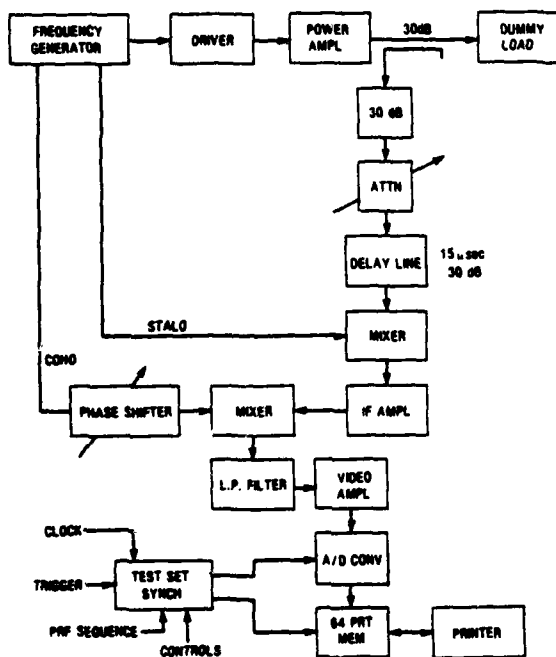 FREQUENCY
GENERATOR
DRIVER
POWER
AMPL
30dB
DUMMY
LOAD
30 dB
ATTN
DELAY LINE
15 μsec
30 dB
STALO
MIXER
COHO
PHASE SHIFTER
MIXER
IF AMPL
L.P. FILTER
VIDEO
AMPL
CLOCK
A/D CONV
TRIGGER
TEST SET
SYNCH
PRF SEQUENCE
CONTROLS
64 PRT
MEM
PRINTER